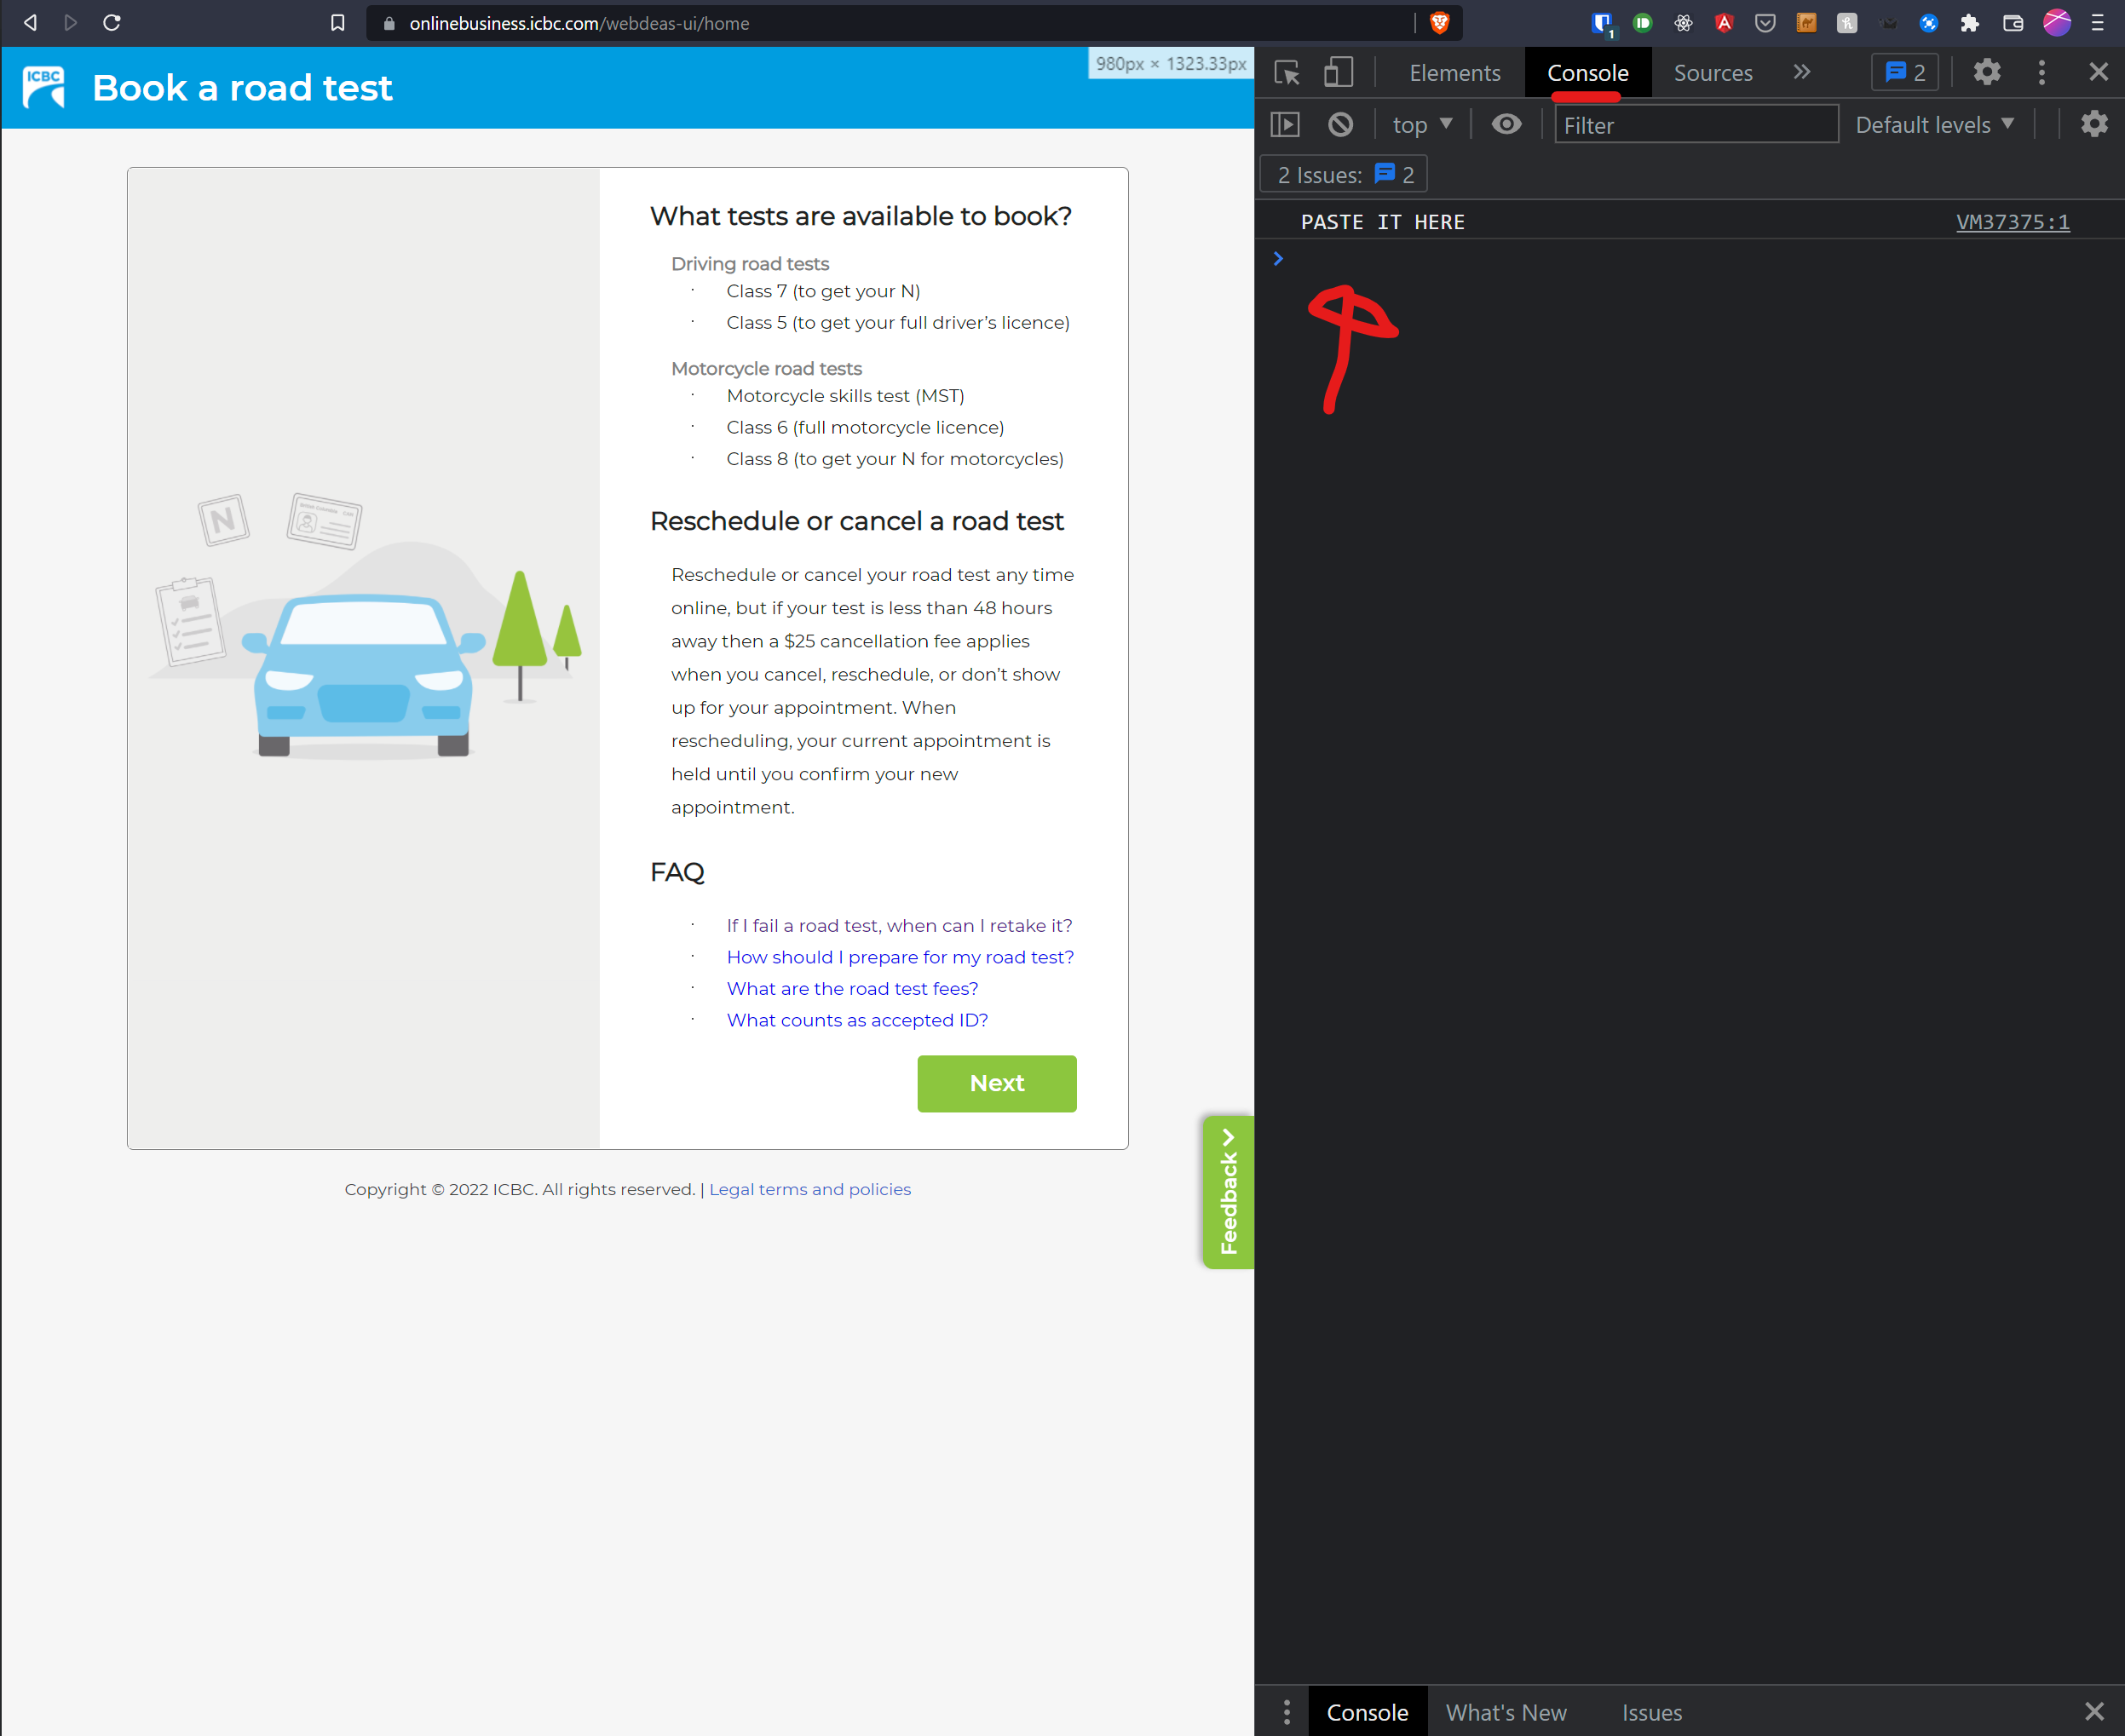 onlinebusiness.icbc.com/webdeas-ui/home
1
ICBC
Book a road test
980px × 1323.33px
What tests are available to book?
Driving road tests
· Class 7 (to get your N)
· Class 5 (to get your full driver’s licence)
Motorcycle road tests
· Motorcycle skills test (MST)
· Class 6 (full motorcycle licence)
· Class 8 (to get your N for motorcycles)
N
Reschedule or cancel a road test
Reschedule or cancel your road test any time
online, but if your test is less than 48 hours
away then a $25 cancellation fee applies
when you cancel, reschedule, or don’t show
up for your appointment. When
rescheduling, your current appointment is
held until you confirm your new
appointment.
FAQ
· If I fail a road test, when can I retake it?
· How should I prepare for my road test?
· What are the road test fees?
· What counts as accepted ID?
Next
Feedback
Copyright © 2022 ICBC. All rights reserved. | Legal terms and policies
Elements Console Sources 2
top Filter Default levels
2 Issues: 2
PASTE IT HERE VM37375:1
Console What's New Issues